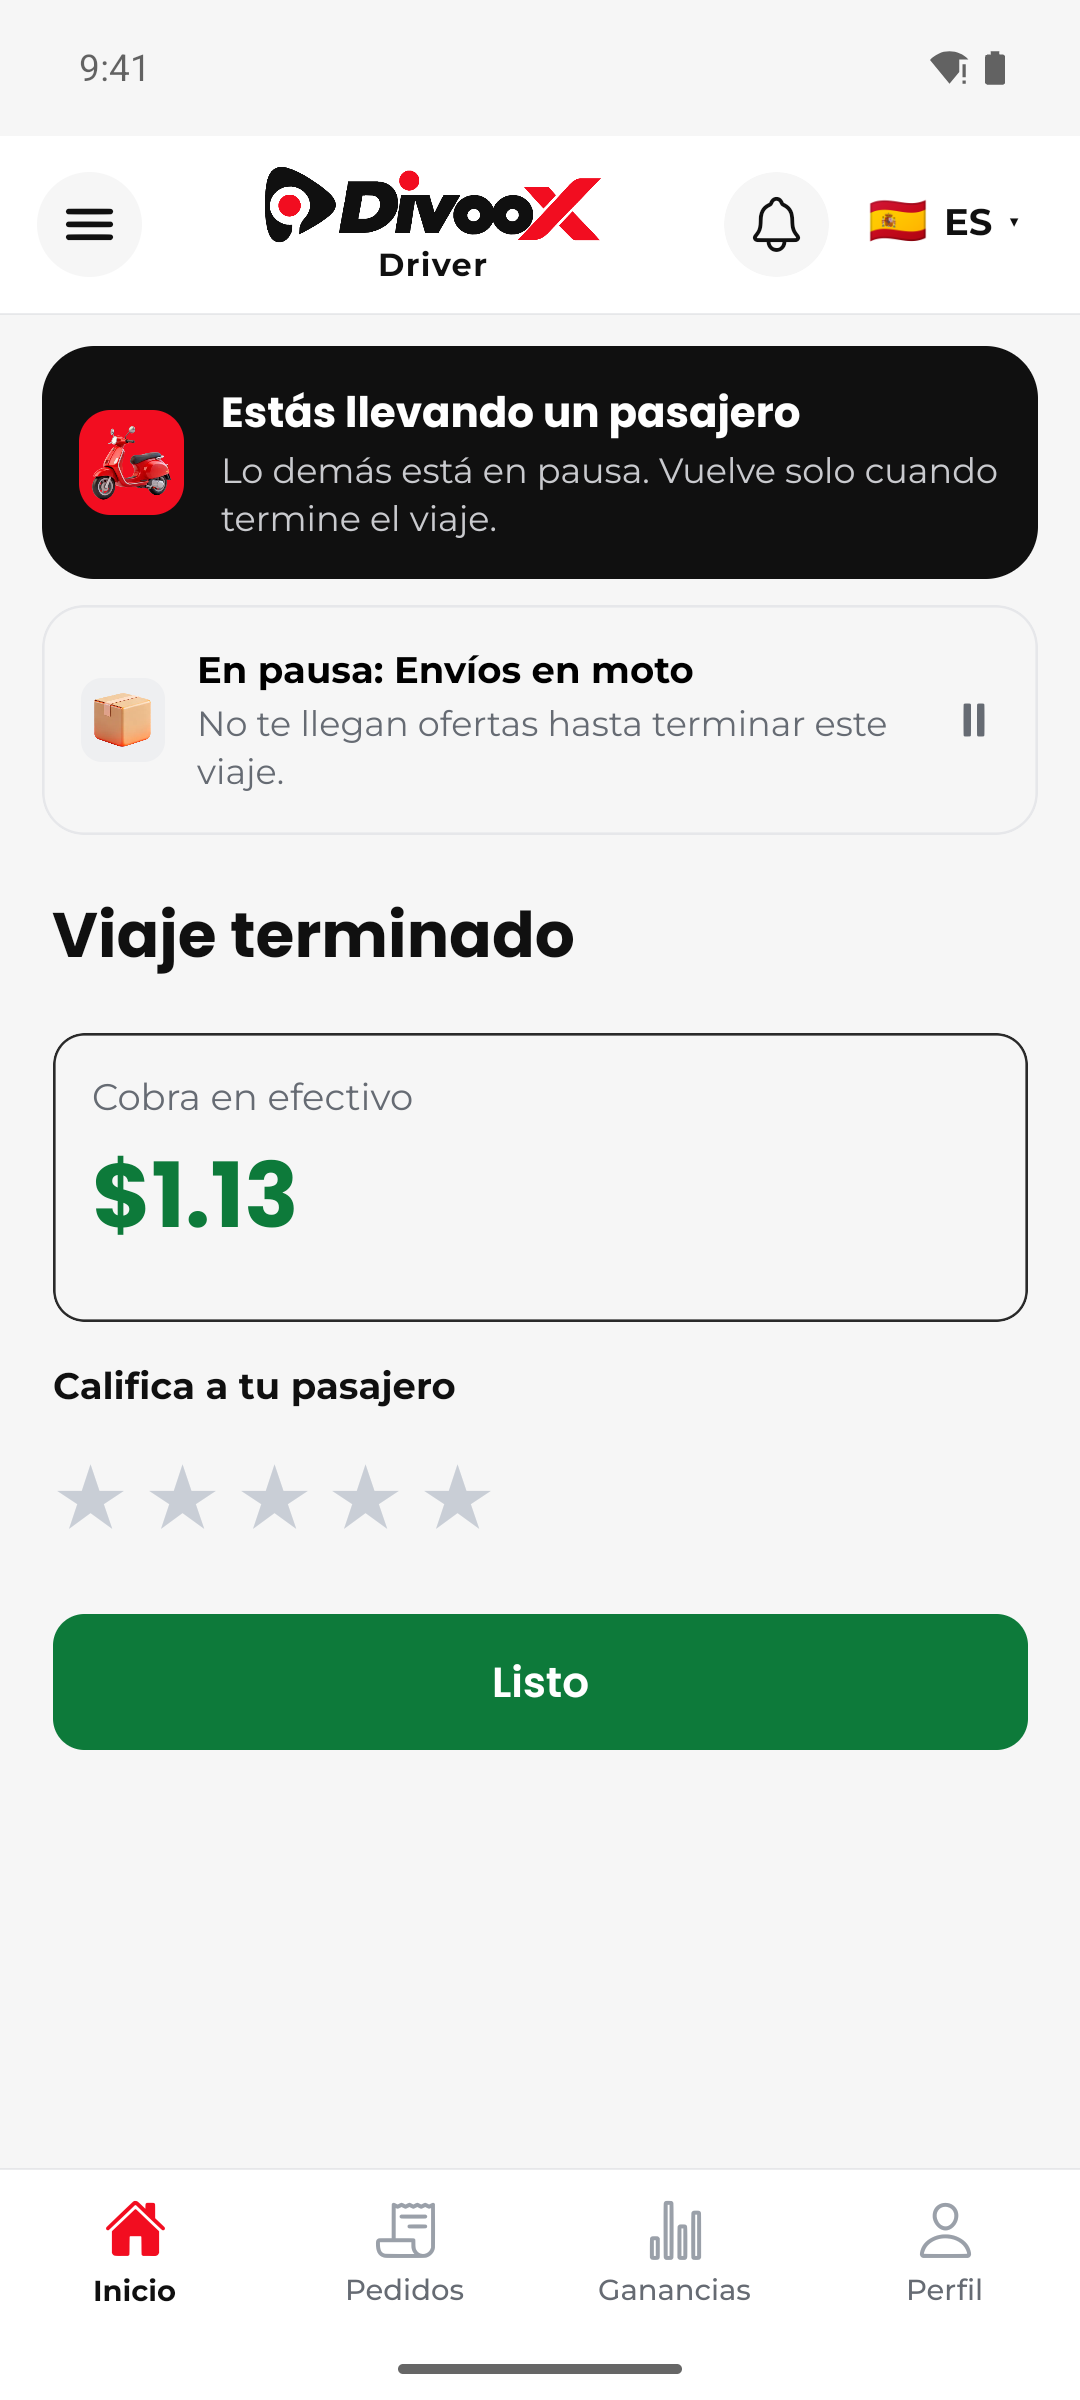 9:41
DivooX
Driver
ES
Estás llevando un pasajero
Lo demás está en pausa. Vuelve solo cuando
termine el viaje.
En pausa: Envíos en moto
No te llegan ofertas hasta terminar este
viaje.
Viaje terminado
Cobra en efectivo
$1.13
Califica a tu pasajero
Listo
Inicio
Pedidos
Ganancias
Perfil